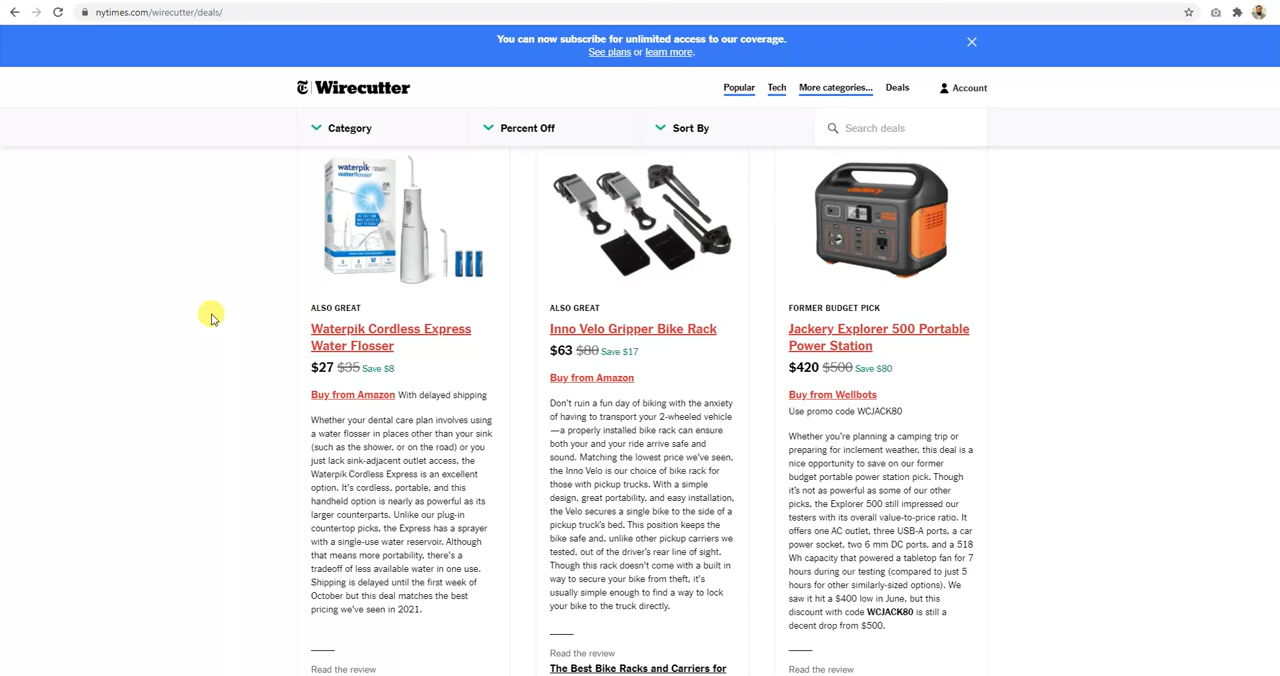 nytimes.com/wirecutter/deals/
You can now subscribe for unlimited access to our coverage.
See plans or learn more.
Wirecutter
Popular
Tech
More categories...
Deals
Account
Category
Percent Off
Sort By
Search deals
waterpik
waterflosser
ALSO GREAT
Waterpik Cordless Express
Water Flosser
$27 $35 Save $8
Buy from Amazon With delayed shipping
Whether your dental care plan involves using
a water flosser in places other than your sink
(such as the shower, or on the road) or you
just lack sink-adjacent outlet access, the
Waterpik Cordless Express is an excellent
option. It's cordless, portable, and this
handheld option is nearly as powerful as its
larger counterparts. Unlike our plug-in
countertop picks, the Express has a sprayer
with a single-use water reservoir. Although
that means more portability, there's a
tradeoff of less available water in one use.
Shipping is delayed until the first week of
October but this deal matches the best
pricing we've seen in 2021.
Read the review
ALSO GREAT
Inno Velo Gripper Bike Rack
$63 $80 Save $17
Buy from Amazon
Don't ruin a fun day of biking with the anxiety
of having to transport your 2-wheeled vehicle
—a properly installed bike rack can ensure
both your and your ride arrive safe and
sound. Matching the lowest price we've seen,
the Inno Velo is our choice of bike rack for
those with pickup trucks. With a simple
design, great portability, and easy installation,
the Velo secures a single bike to the side of a
pickup truck's bed. This position keeps the
bike safe and, unlike other pickup carriers we
tested, out of the driver's rear line of sight.
Though this rack doesn't come with a built in
way to secure your bike from theft, it's
usually simple enough to find a way to lock
your bike to the truck directly.
Read the review
The Best Bike Racks and Carriers for
Jackery
FORMER BUDGET PICK
Jackery Explorer 500 Portable
Power Station
$420 $500 Save $80
Buy from Wellbots
Use promo code WCJACK80
Whether you're planning a camping trip or
preparing for inclement weather, this deal is a
nice opportunity to save on our former
budget portable power station pick. Though
it's not as powerful as some of our other
picks, the Explorer 500 still impressed our
testers with its overall value-to-price ratio. It
offers one AC outlet, three USB-A ports, a car
power socket, two 6 mm DC ports, and a 518
Wh capacity that powered a tabletop fan for 7
hours during our testing (compared to just 5
hours for other similarly-sized options). We
saw it hit a $400 low in June, but this
discount with code WCJACK80 is still a
decent drop from $500.
Read the review